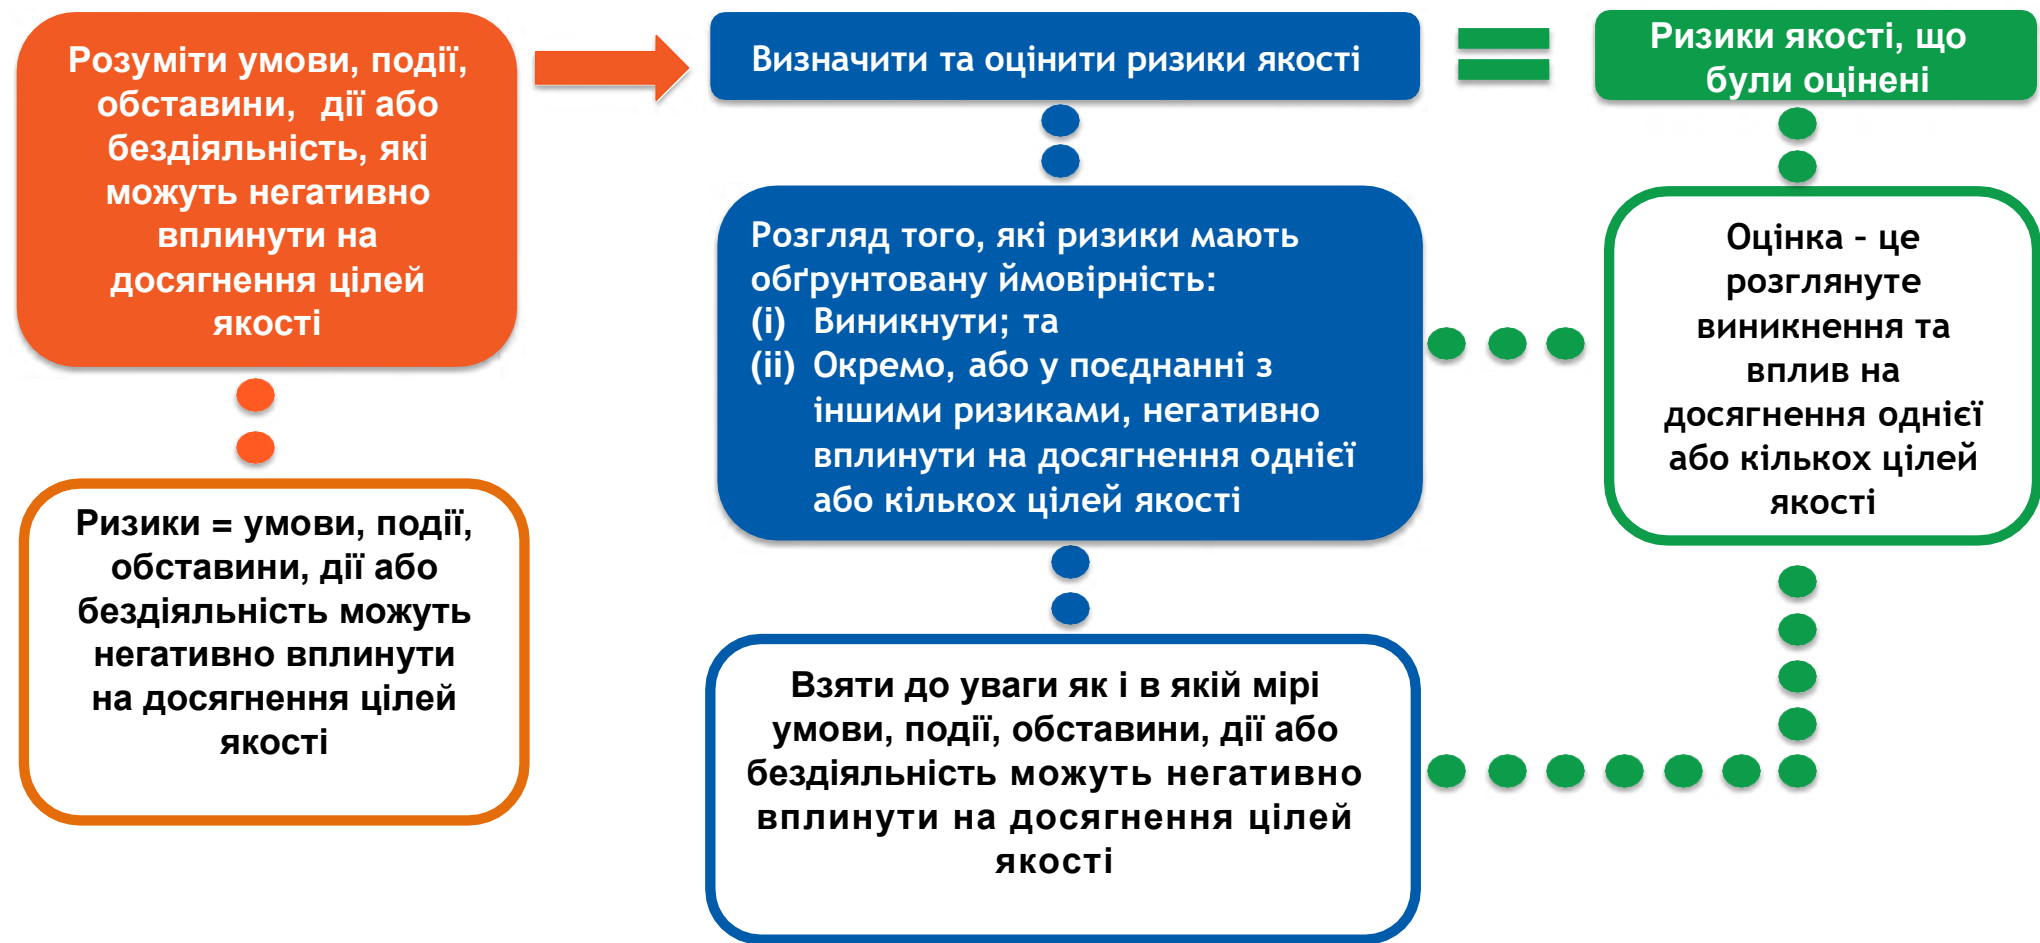 Розуміти умови, події,
обставини, дії або
бездіяльність, які
можуть негативно
вплинути на
досягнення цілей
якості
Визначити та оцінити ризики якості
Ризики якості, що
були оцінені
Розгляд того, які ризики мають
обґрунтовану ймовірність:
(i) Виникнути; та
(ii) Окремо, або у поєднанні з
іншими ризиками, негативно
вплинути на досягнення однієї
або кількох цілей якості
Оцінка – це
розглянуте
виникнення та
вплив на
досягнення однієї
або кількох цілей
якості
Ризики = умови, події,
обставини, дії або
бездіяльність можуть
негативно вплинути
на досягнення цілей
якості
Взяти до уваги як і в якій мірі
умови, події, обставини, дії або
бездіяльність можуть негативно
вплинути на досягнення цілей
якості